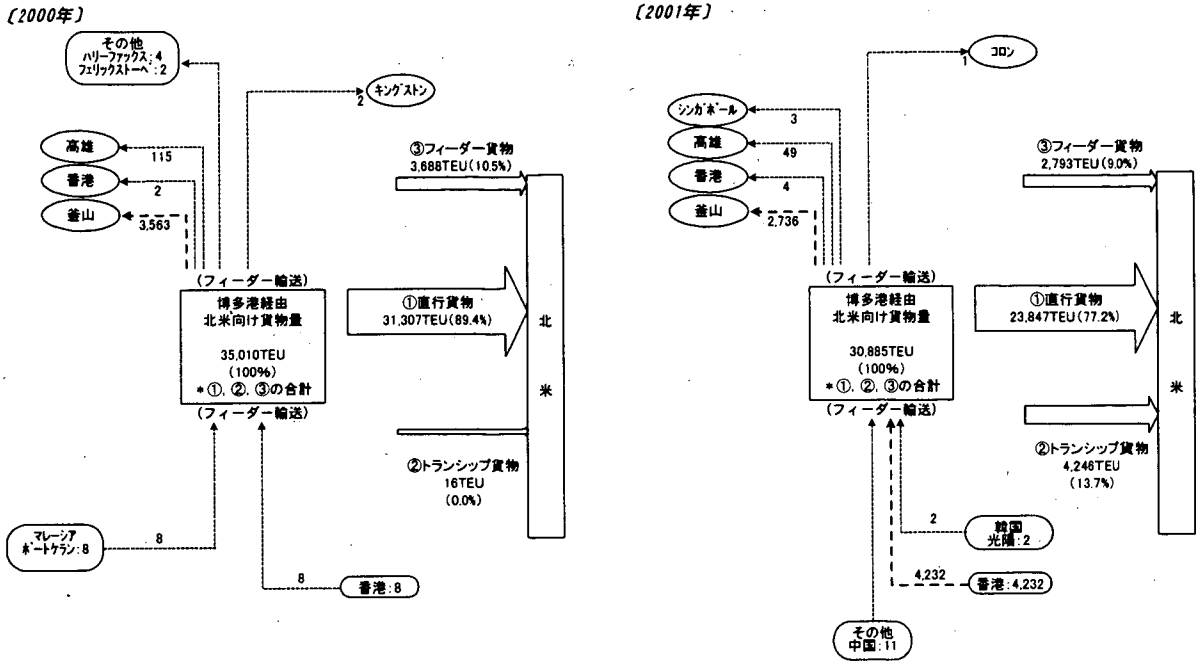 〔2000年〕
その他
ハリーファックス:4
フェリックストーベ:2
キングストン
2
高雄
115
香港
2
釜山
3,563
③フィーダー貨物
3,688TEU(10.5%)
(フィーダー輸送)
博多港経由
北米向け貨物量
35,010TEU
(100%)
*①,②,③の合計
(フィーダー輸送)
①直行貨物
31,307TEU(89.4%)
北
米
②トランシップ貨物
16TEU
(0.0%)
マレーシア
ポートケラン:8
8
8
香港:8
〔2001年〕
コロン
1
シンガポール
3
高雄
49
香港
4
釜山
2,736
③フィーダー貨物
2,793TEU(9.0%)
(フィーダー輸送)
博多港経由
北米向け貨物量
30,885TEU
(100%)
*①,②,③の合計
(フィーダー輸送)
①直行貨物
23,847TEU(77.2%)
北
米
②トランシップ貨物
4,246TEU
(13.7%)
2
韓国
光陽:2
4,232
香港:4,232
その他
中国:11